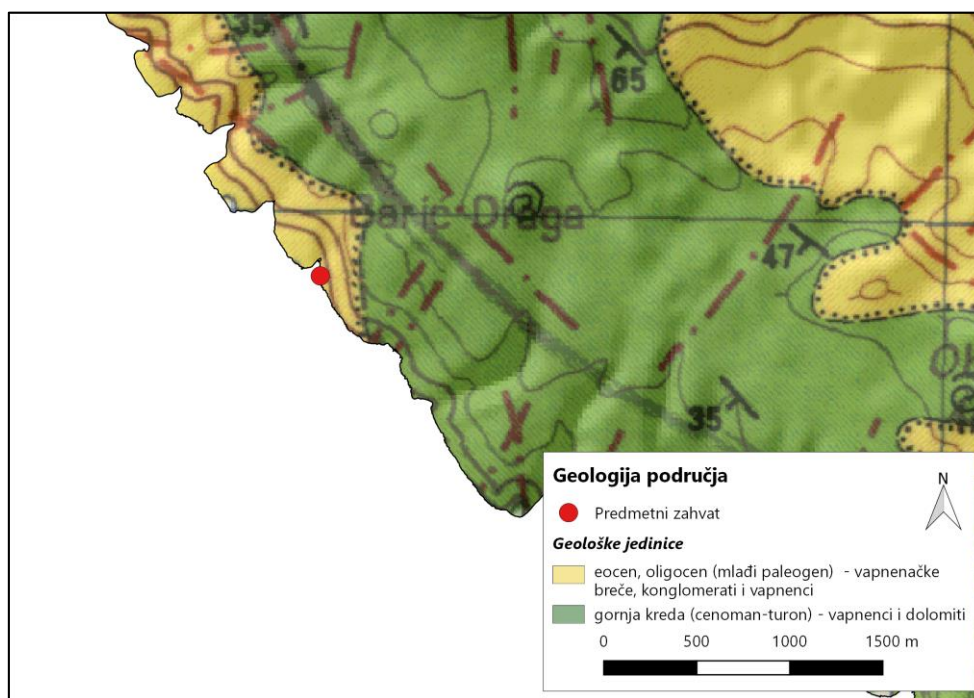 35
65
Baric-Draga
47
35
Geologija područja
N
Predmetni zahvat
Geološke jedinice
eocen, oligocen (mlađi paleogen) - vapnenačke
breče, konglomerati i vapnenci
gornja kreda (cenoman-turon) - vapnenci i dolomiti
0 500 1000 1500 m